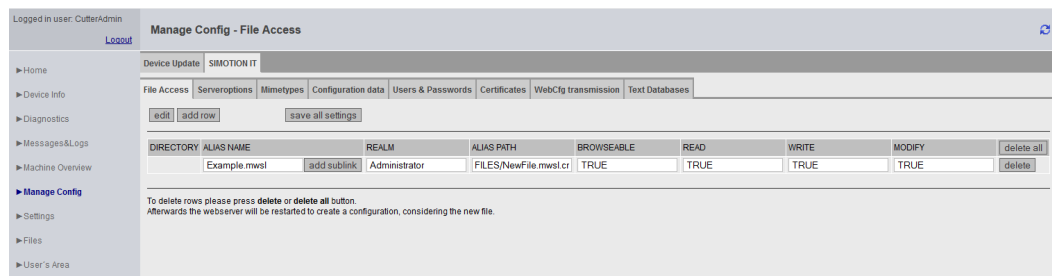 Logged in user: CutterAdmin
Logout
Manage Config - File Access
Device Update SIMOTION IT
►Home
►Device Info
►Diagnostics
►Messages&Logs
►Machine Overview
►Manage Config
►Settings
►Files
►User's Area
File Access Serveroptions Mimetypes Configuration data Users & Passwords Certificates WebCfg transmission Text Databases
edit add row save all settings
DIRECTORY ALIAS NAME REALM ALIAS PATH BROWSEABLE READ WRITE MODIFY delete all
Example.mwsl add sublink Administrator FILES/NewFile.mwsl.cr TRUE TRUE TRUE TRUE delete
To delete rows please press delete or delete all button.
Afterwards the webserver will be restarted to create a configuration, considering the new file.